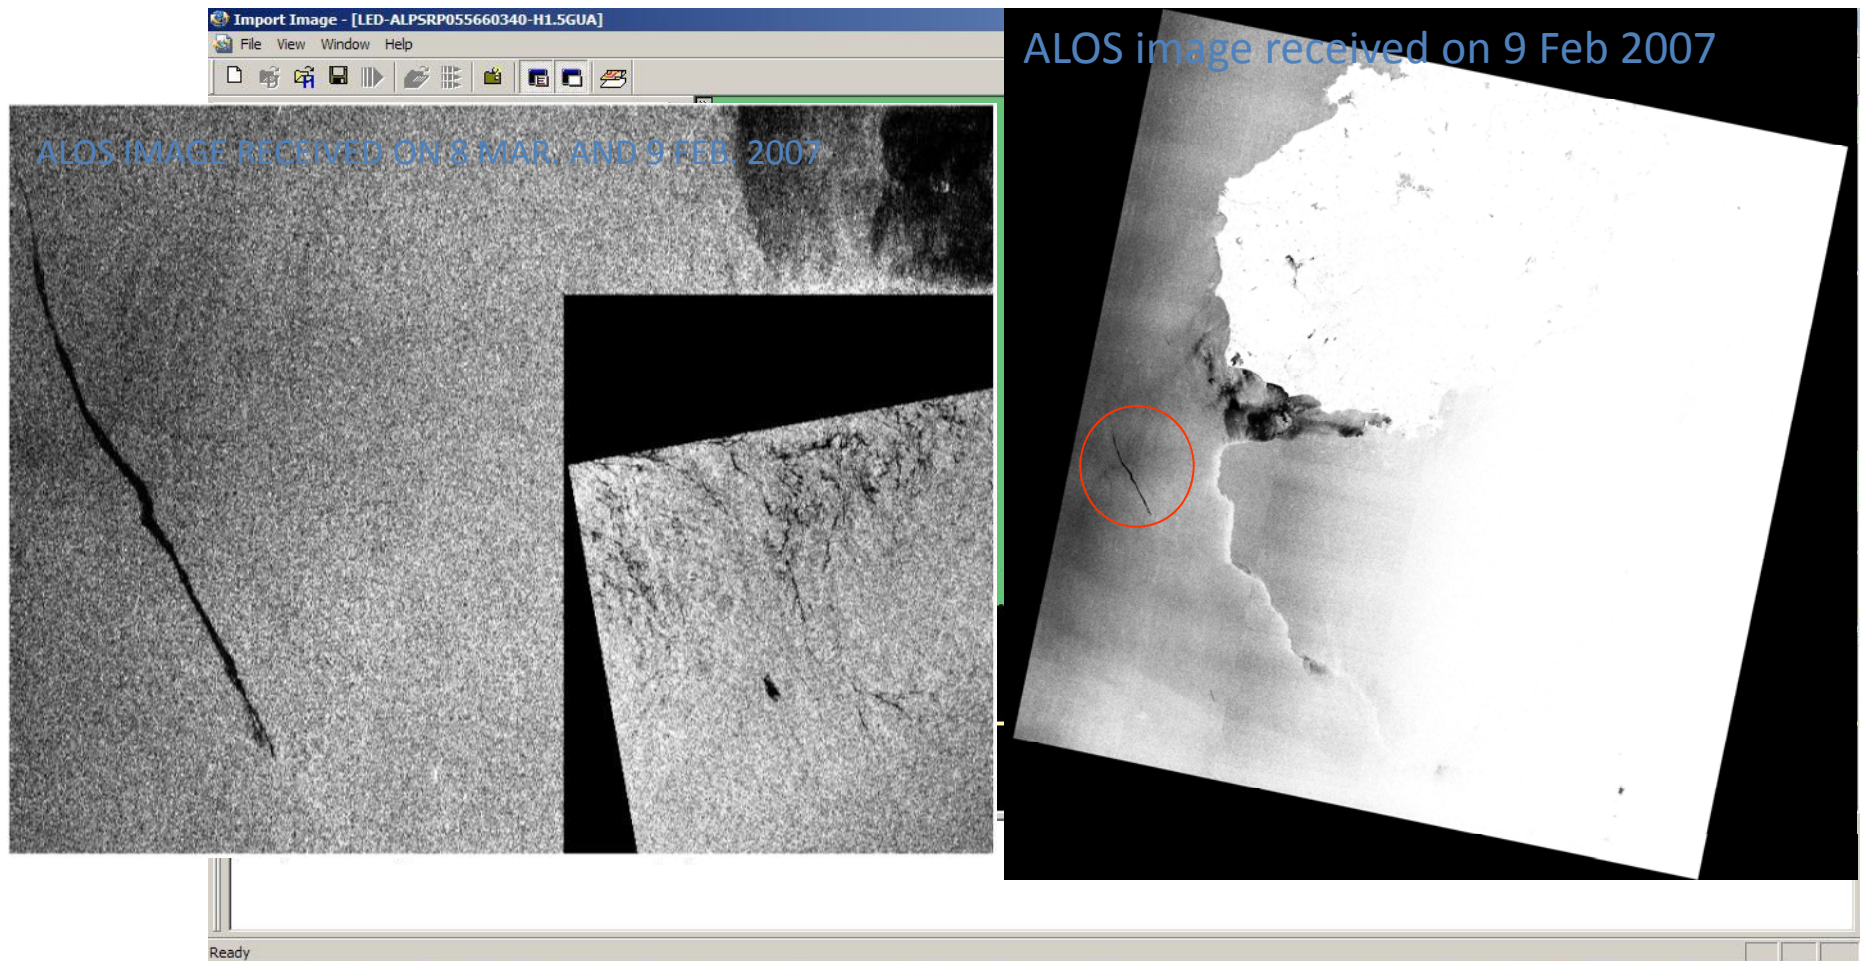 Import Image - [LED-ALPSRP055660340-H1.5GUA]
File View Window Help
ALOS image received on 9 Feb 2007
ALOS IMAGE RECEIVED ON 8 MAR. AND 9 FEB. 2007
Ready